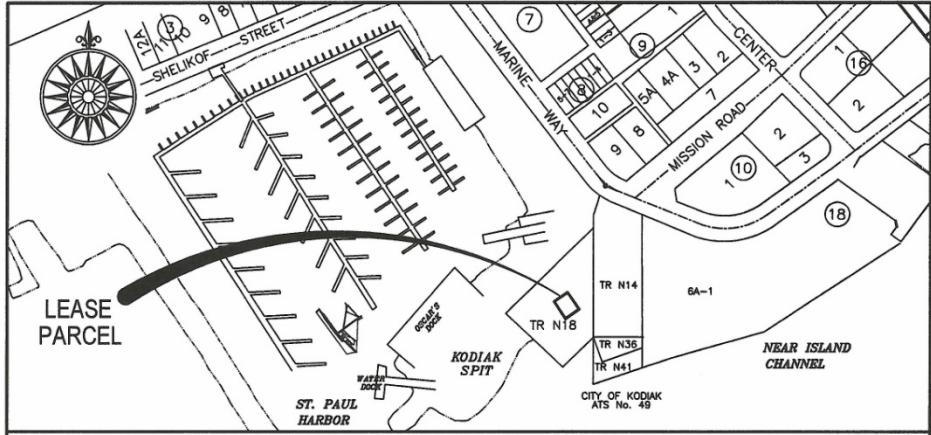 12A
11
10
9
8
3
SHELIKOF STREET
7
MARINE WAY
8
10
9
8
5A
4A
3
2
7
9
1
CENTER
MISSION ROAD
10
1
2
3
1
16
2
18
LEASE
PARCEL
OSCAR'S
DOCK
TR N18
TR N14
6A-1
KODIAK
SPIT
TR N36
NEAR ISLAND
CHANNEL
TR N41
WATER
DOCK
CITY OF KODIAK
ATS No. 49
ST. PAUL
HARBOR